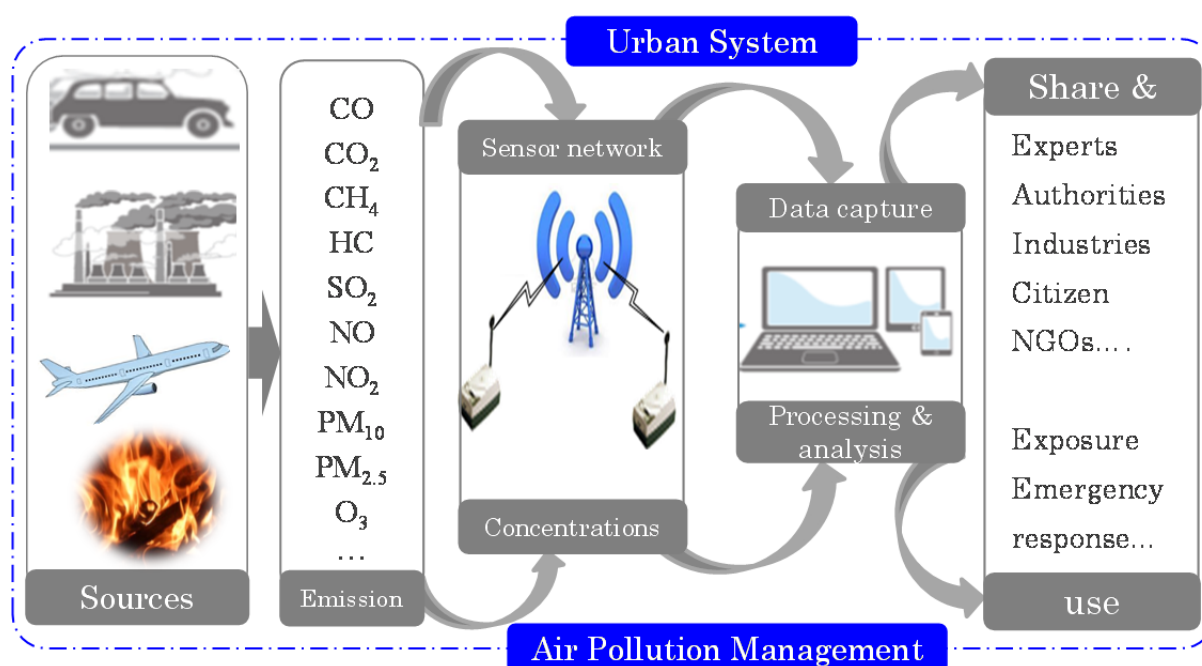 Urban System
Sources
CO
CO₂
CH₄
HC
SO₂
NO
NO₂
PM₁₀
PM₂.₅
O₃
...
Emission
Sensor network
Concentrations
Data capture
Processing &
analysis
Share &
Experts
Authorities
Industries
Citizen
NGOs....
Exposure
Emergency
response...
use
Air Pollution Management